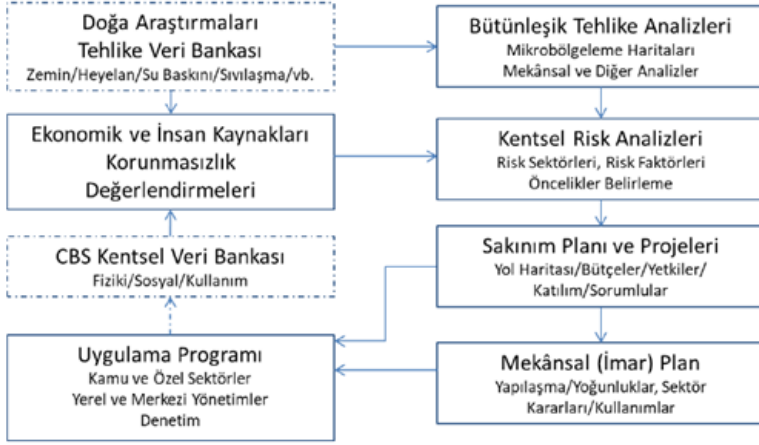 Doğa Araştırmaları
Tehlike Veri Bankası
Zemin/Heyelan/Su Baskını/Sıvılaşma/vb.
Bütünleşik Tehlike Analizleri
Mikrobölgeleme Haritaları
Mekânsal ve Diğer Analizler
Ekonomik ve İnsan Kaynakları
Korunmasızlık
Değerlendirmeleri
Kentsel Risk Analizleri
Risk Sektörleri, Risk Faktörleri
Öncelikler Belirleme
CBS Kentsel Veri Bankası
Fiziki/Sosyal/Kullanım
Sakınım Planı ve Projeleri
Yol Haritası/Bütçeler/Yetkiler/
Katılım/Sorumlular
Uygulama Programı
Kamu ve Özel Sektörler
Yerel ve Merkezi Yönetimler
Denetim
Mekânsal (İmar) Plan
Yapılaşma/Yoğunluklar, Sektör
Kararları/Kullanımlar